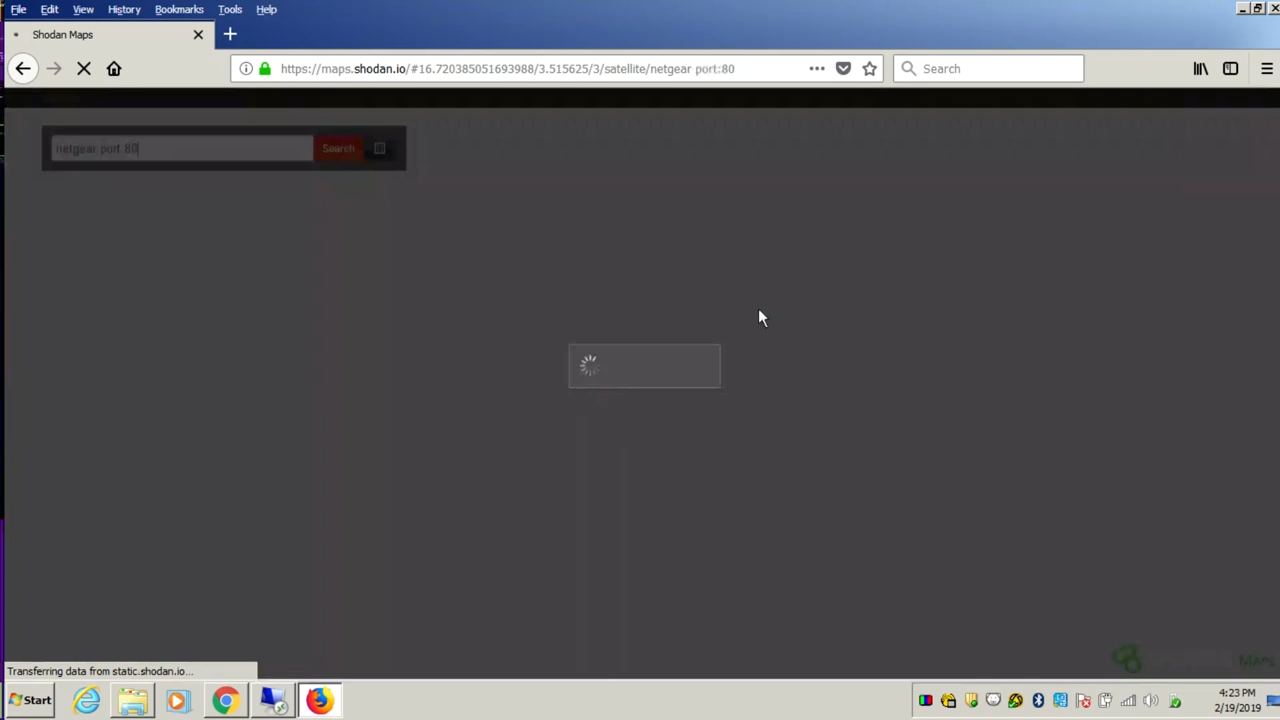 File Edit View History Bookmarks Tools Help
Shodan Maps
https://maps.shodan.io/#16.720385051693988/3.515625/3/satellite/netgear port:80
Search
netgear port:80
Search
MAPS
Transferring data from static.shodan.io...
Start
4:23 PM
2/19/2019